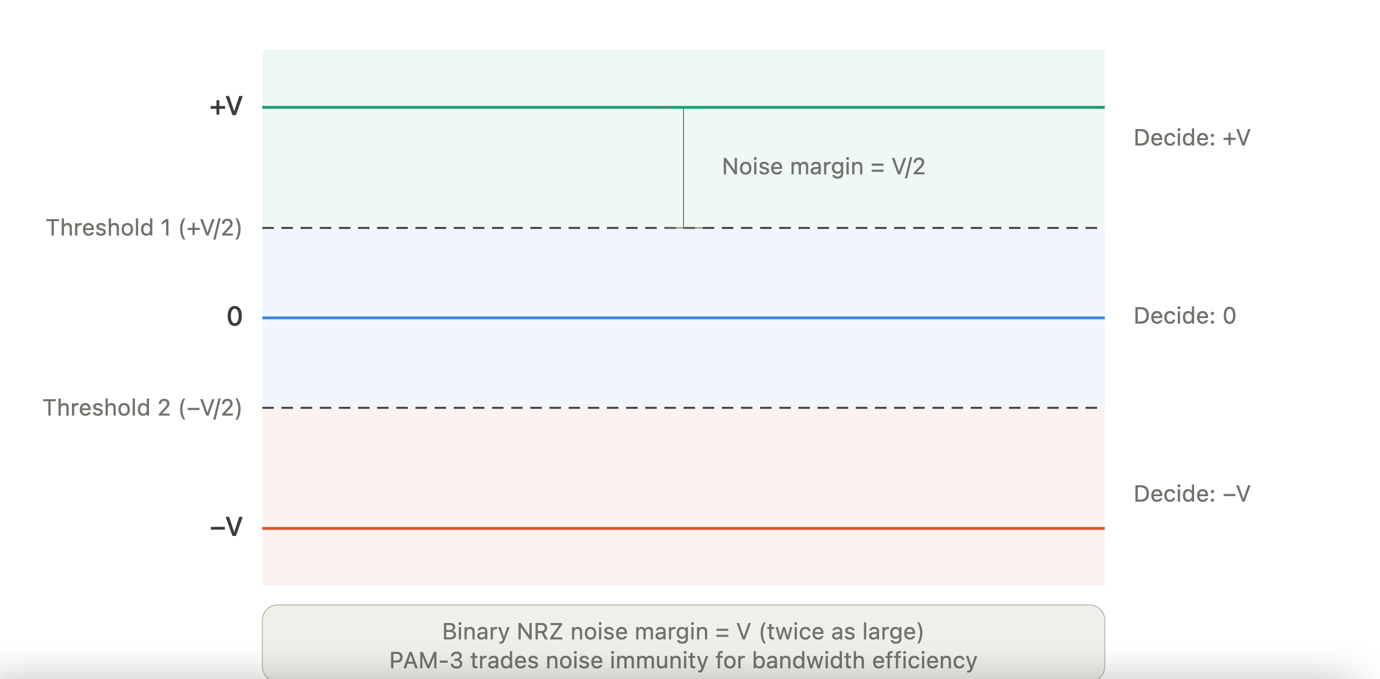 +V
Decide: +V
Noise margin = V/2
Threshold 1 (+V/2)
0
Decide: 0
Threshold 2 (–V/2)
Decide: –V
–V
Binary NRZ noise margin = V (twice as large)
PAM-3 trades noise immunity for bandwidth efficiency